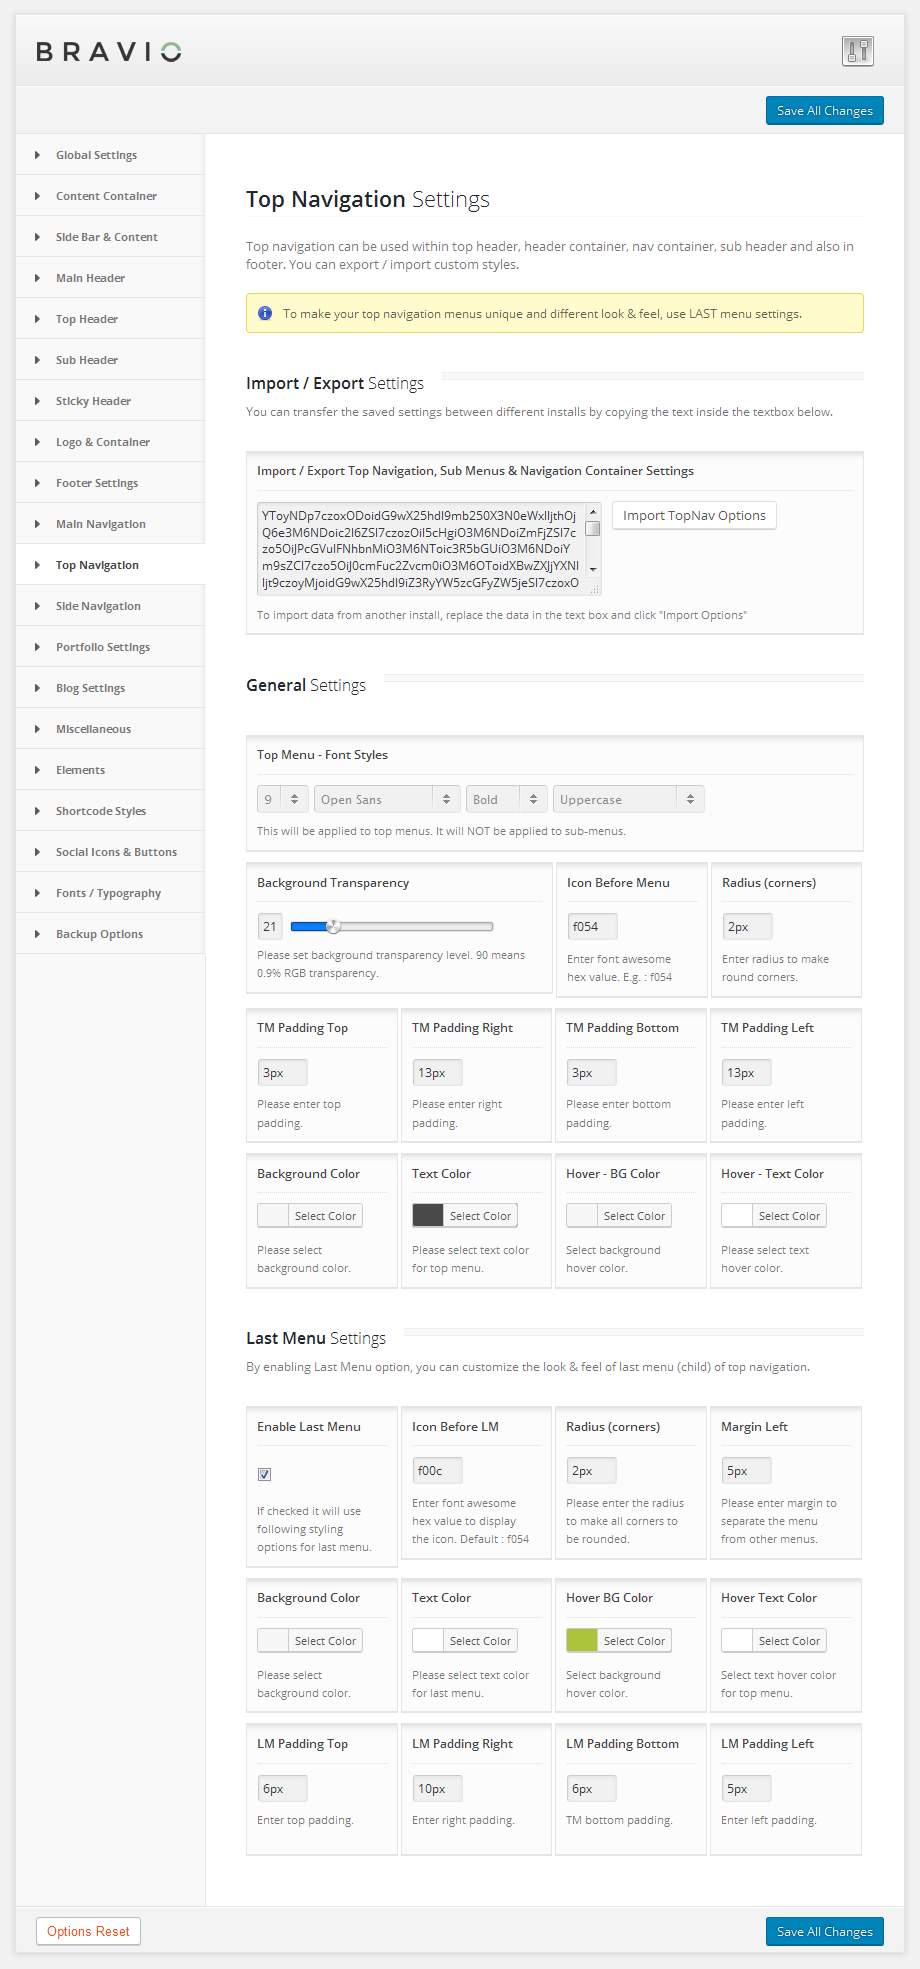 BRAVIO
Save All Changes
Global Settings
Content Container
Side Bar & Content
Main Header
Top Header
Sub Header
Sticky Header
Logo & Container
Footer Settings
Main Navigation
Top Navigation
Side Navigation
Portfolio Settings
Blog Settings
Miscellaneous
Elements
Shortcode Styles
Social Icons & Buttons
Fonts / Typography
Backup Options
Top Navigation Settings
Top navigation can be used within top header, header container, nav container, sub header and also in
footer. You can export / import custom styles.
To make your top navigation menus unique and different look & feel, use LAST menu settings.
Import / Export Settings
You can transfer the saved settings between different installs by copying the text inside the textbox below.
Import / Export Top Navigation, Sub Menus & Navigation Container Settings
Import TopNav Options
To import data from another install, replace the data in the text box and click "Import Options"
General Settings
Top Menu - Font Styles
9 Open Sans Bold Uppercase
This will be applied to top menus. It will NOT be applied to sub-menus.
Background Transparency
21
Please set background transparency level. 90 means
0.9% RGB transparency.
Icon Before Menu
f054
Enter font awesome
hex value. E.g. : f054
Radius (corners)
2px
Enter radius to make
round corners.
TM Padding Top
3px
Please enter top
padding.
TM Padding Right
13px
Please enter right
padding.
TM Padding Bottom
3px
Please enter bottom
padding.
TM Padding Left
13px
Please enter left
padding.
Background Color
Select Color
Please select
background color.
Text Color
Select Color
Please select text color
for top menu.
Hover - BG Color
Select Color
Select background
hover color.
Hover - Text Color
Select Color
Please select text
hover color.
Last Menu Settings
By enabling Last Menu option, you can customize the look & feel of last menu (child) of top navigation.
Enable Last Menu
If checked it will use
following styling
options for last menu.
Icon Before LM
f00c
Enter font awesome
hex value to display
the icon. Default : f054
Radius (corners)
2px
Please enter the radius
to make all corners to
be rounded.
Margin Left
5px
Please enter margin to
separate the menu
from other menus.
Background Color
Select Color
Please select
background color.
Text Color
Select Color
Please select text color
for last menu.
Hover BG Color
Select Color
Select background
hover color.
Hover Text Color
Select Color
Select text hover color
for top menu.
LM Padding Top
6px
Enter top padding.
LM Padding Right
10px
Enter right padding.
LM Padding Bottom
6px
TM bottom padding.
LM Padding Left
5px
Enter left padding.
Options Reset
Save All Changes